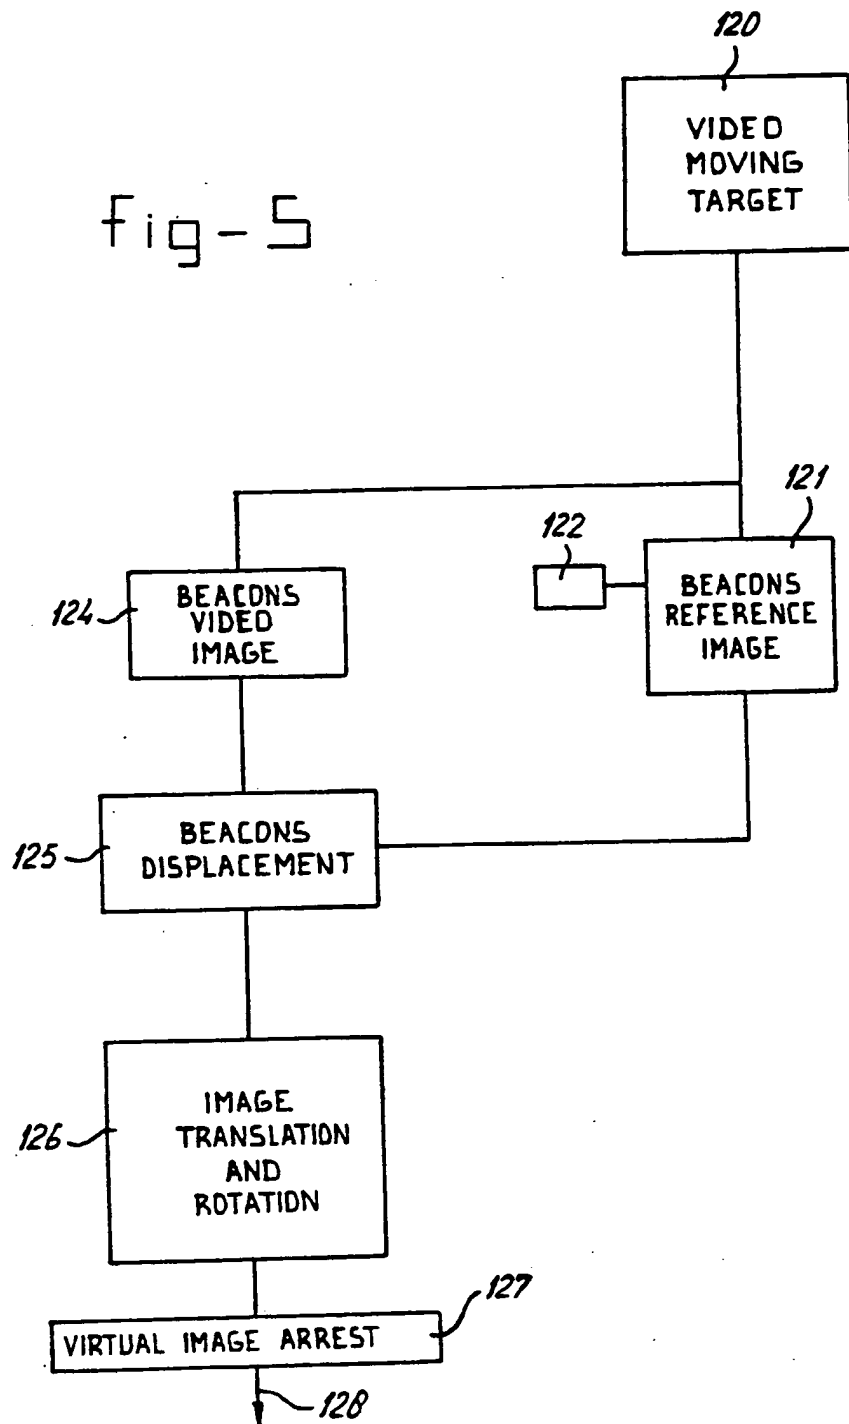 120
VIDEO
MOVING
TARGET
fig-5
121
122
BEACONS
REFERENCE
IMAGE
124
BEACONS
VIDEO
IMAGE
125
BEACONS
DISPLACEMENT
126
IMAGE
TRANSLATION
AND
ROTATION
127
VIRTUAL IMAGE ARREST
128